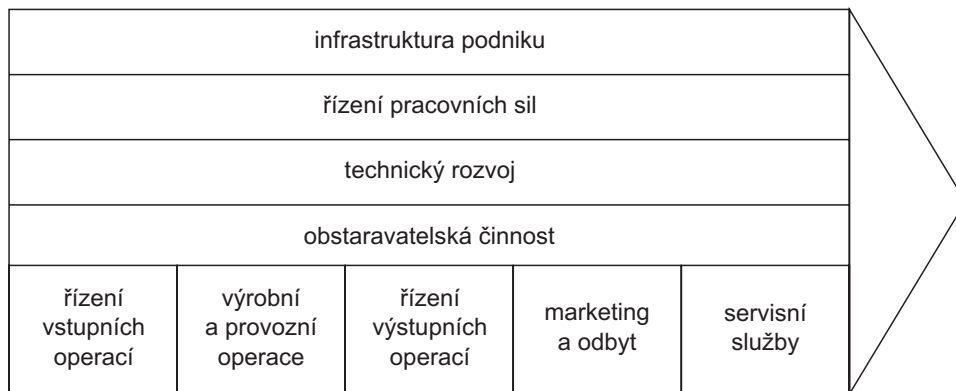 infrastruktura podniku
řízení pracovních sil
technický rozvoj
obstaravatelská činnost
řízení
vstupních
operací
výrobní
a provozní
operace
řízení
výstupních
operací
marketing
a odbyt
servisní
služby